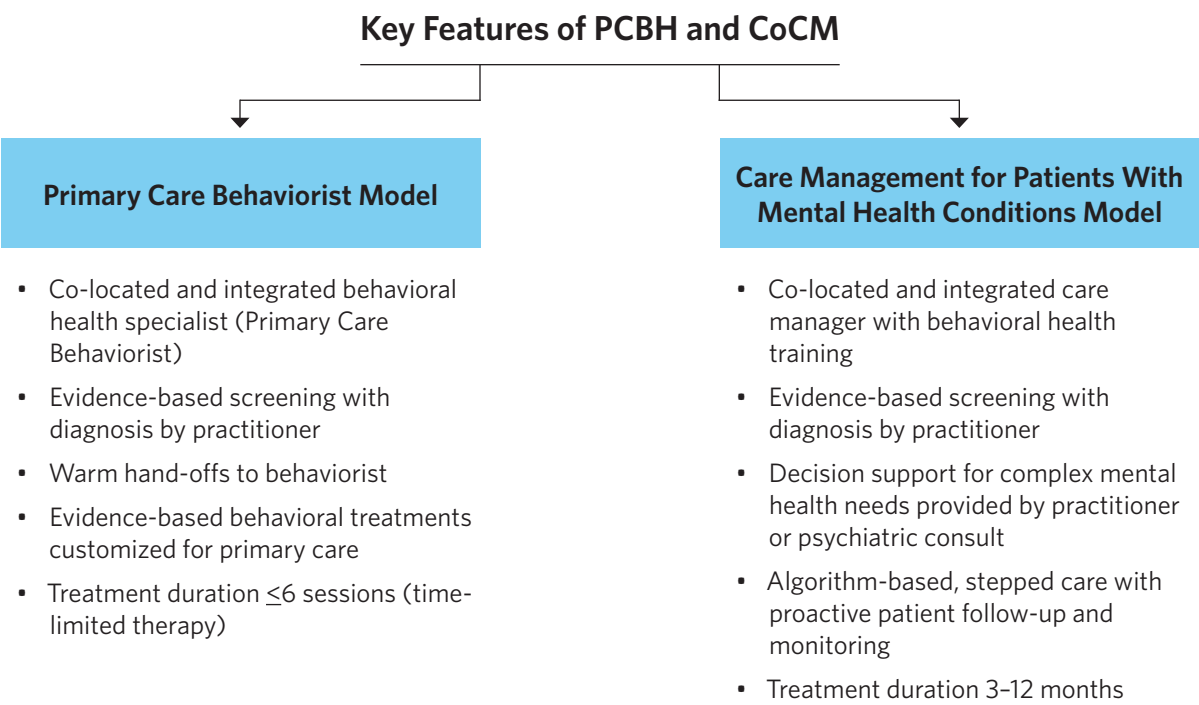 Key Features of PCBH and CoCM
Primary Care Behaviorist Model
• Co-located and integrated behavioral
health specialist (Primary Care
Behaviorist)
• Evidence-based screening with
diagnosis by practitioner
• Warm hand-offs to behaviorist
• Evidence-based behavioral treatments
customized for primary care
• Treatment duration ≤6 sessions (time-
limited therapy)
Care Management for Patients With
Mental Health Conditions Model
• Co-located and integrated care
manager with behavioral health
training
• Evidence-based screening with
diagnosis by practitioner
• Decision support for complex mental
health needs provided by practitioner
or psychiatric consult
• Algorithm-based, stepped care with
proactive patient follow-up and
monitoring
• Treatment duration 3–12 months